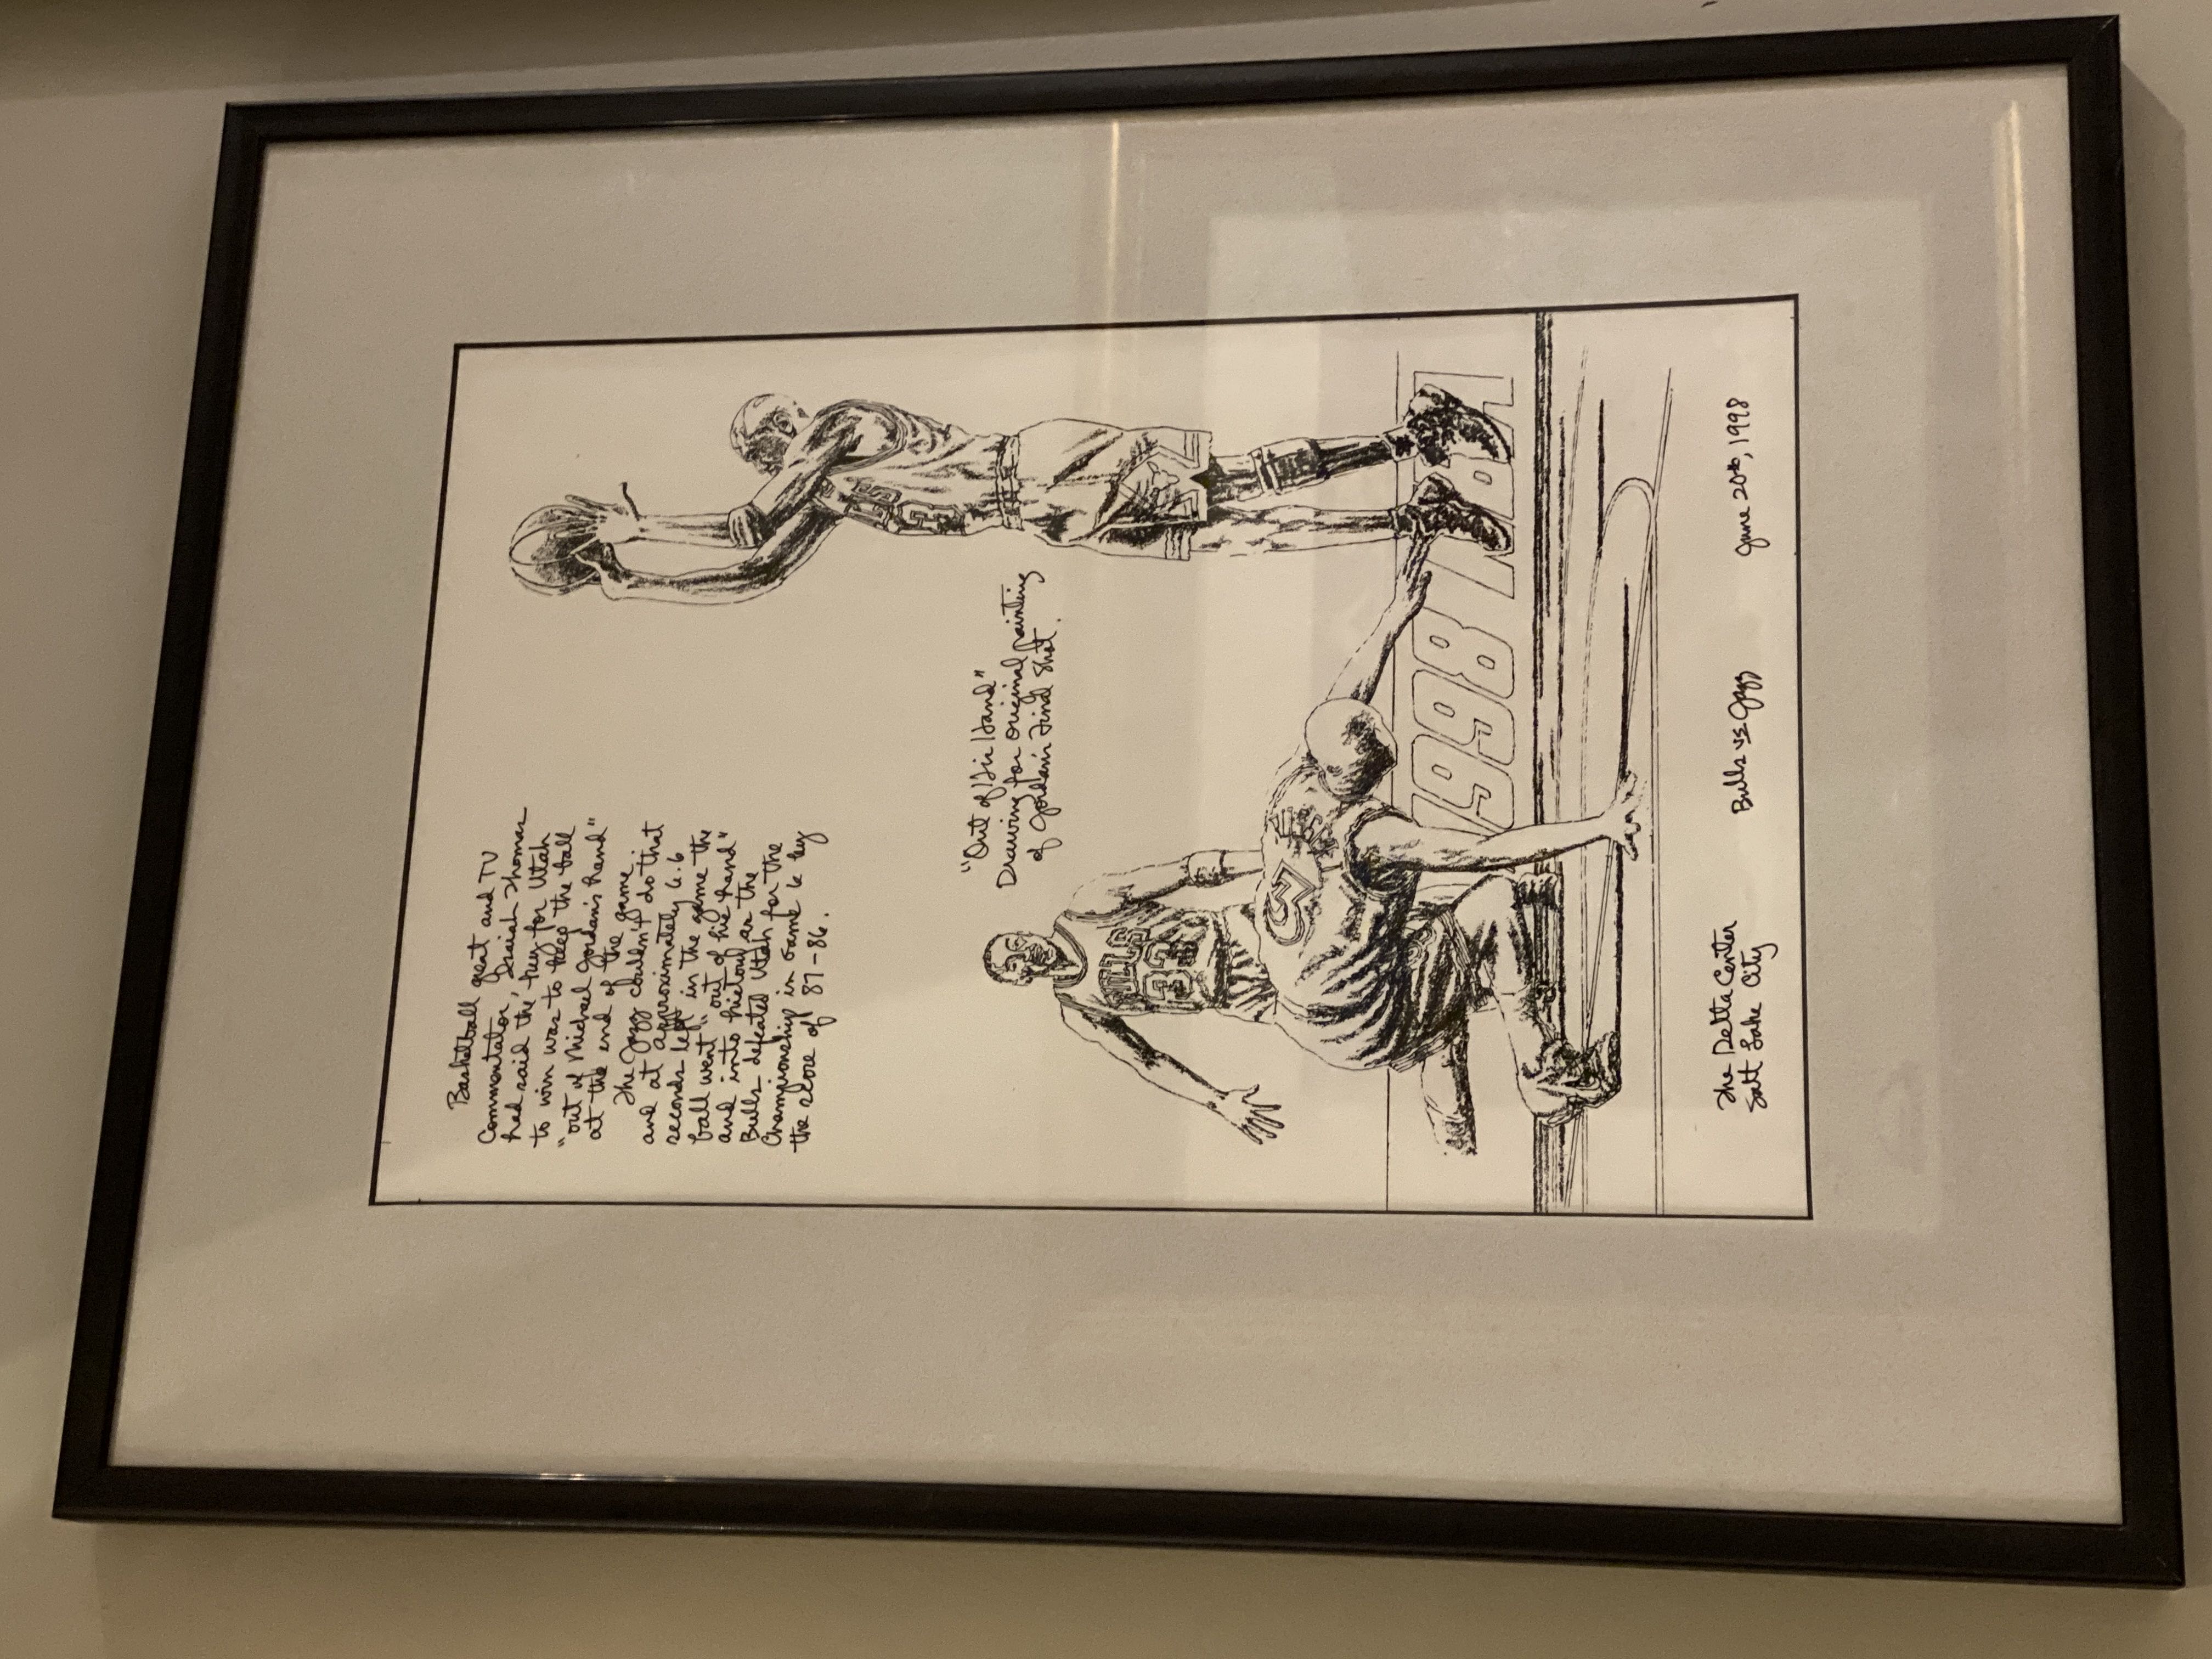 Basketball great and TV
Commentator, Isaiah Thomas
had said the key for Utah
to win was to keep the ball
"out of Michael Jordan's hand"
at the end of the game.
The Jazz couldn't do that
and at approximately 6.6
seconds left in the game the
ball went "out of his hand"
and into history as the
Bulls defeated Utah for the
Championship in Game 6 by
the score of 87-86.
"Out of His Hand"
Drawing for original painting
of Jordan's Final Shot.
BULLS
33
3
1998 NBA
The Delta Center
Salt Lake City
Bulls vs Jazz
June 20th, 1998